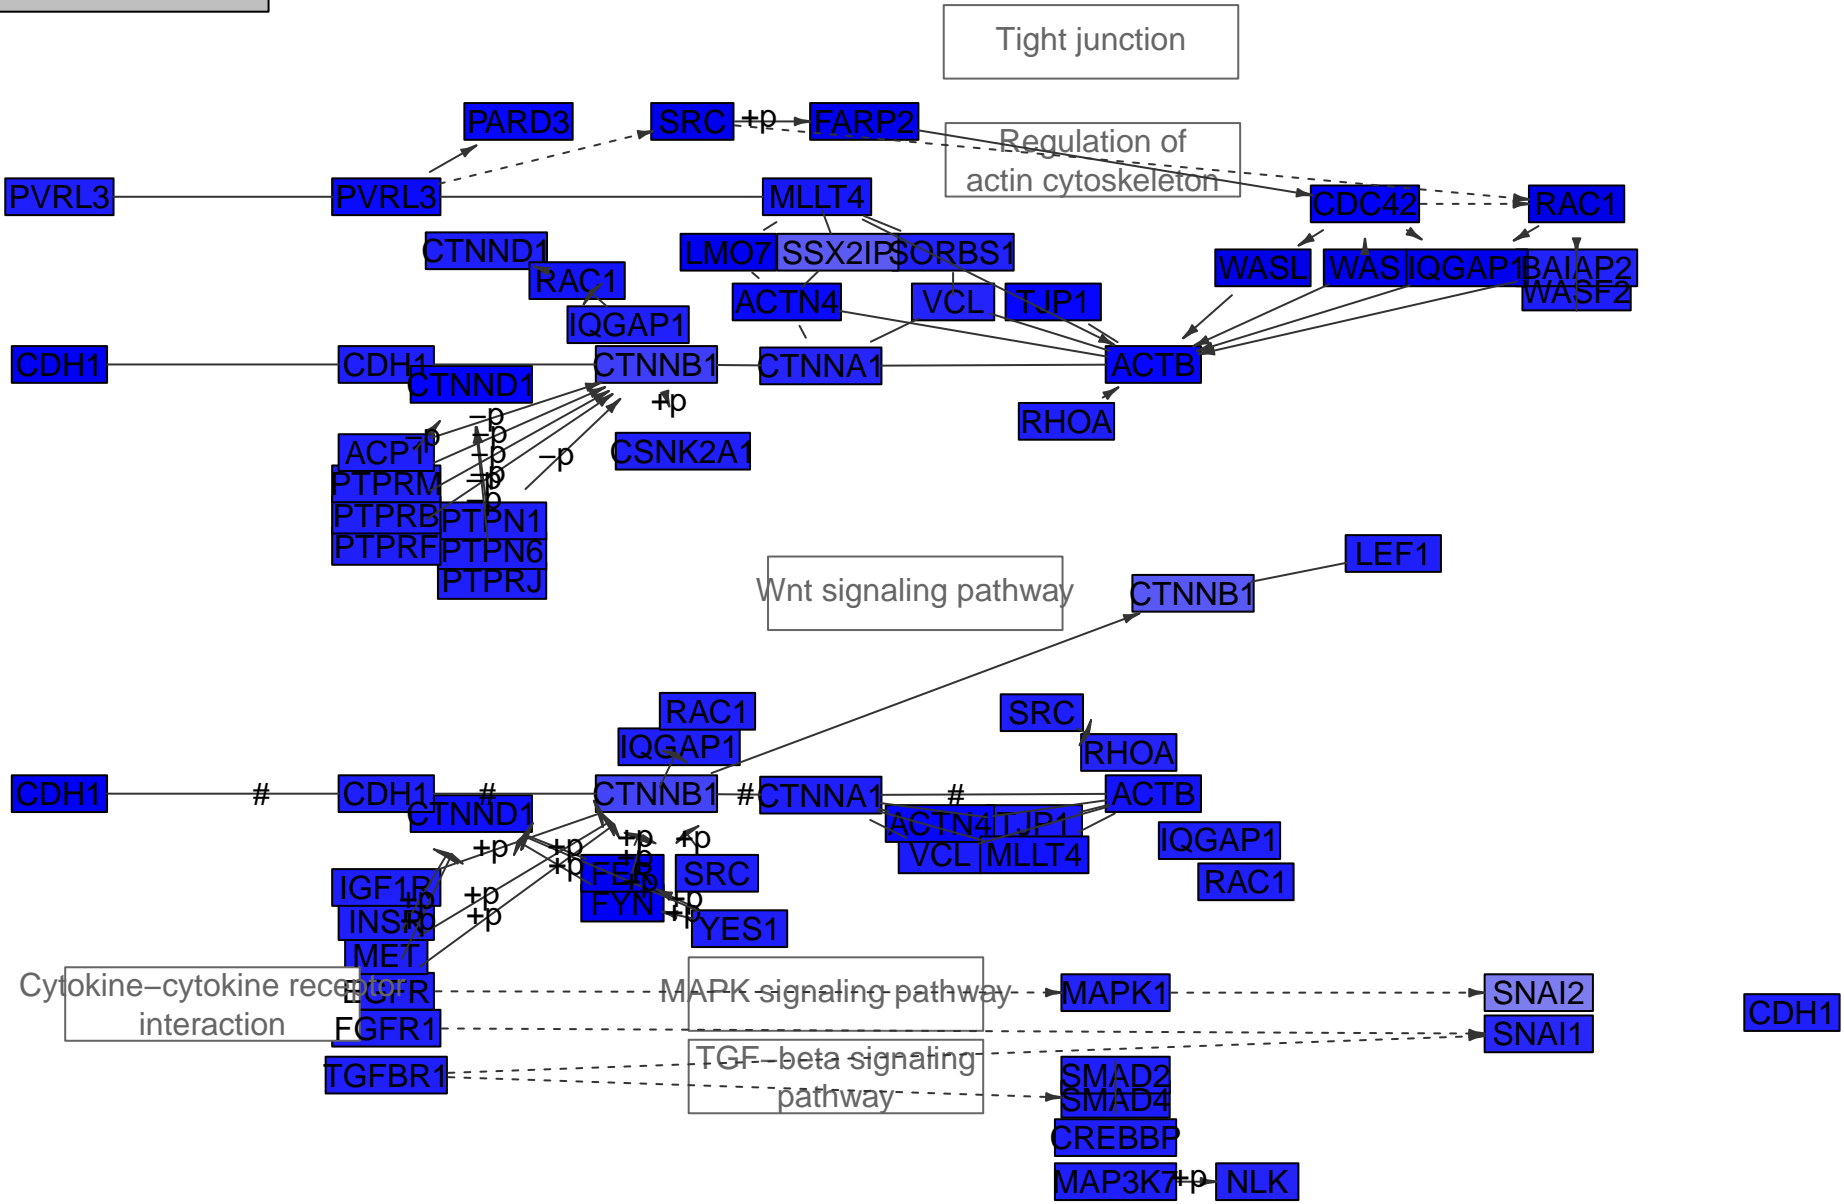 Tight junction
PARD3
SRC
+p
FARP2
Regulation of
actin cytoskeleton
PVRL3
PVRL3
MLLT4
CDC42
RAC1
CTNND1
LMO7
SSX2IP
SORBS1
RAC1
WASL
WAS
IQGAP1
BAIAP2
WASF2
ACTN4
VCL
TJP1
IQGAP1
CDH1
CDH1
CTNND1
CTNNB1
CTNNA1
ACTB
+p
RHOA
–p
–p
–p
–p
–p
–p
–p
–p
ACP1
CSNK2A1
PTPRM
PTPRB
PTPN1
PTPRF
PTPN6
PTPRJ
LEF1
Wnt signaling pathway
CTNNB1
RAC1
SRC
IQGAP1
RHOA
CDH1
#
CDH1
#
CTNNB1
#
CTNNA1
#
ACTB
CTNND1
ACTN4
TJP1
VCL
MLLT4
IQGAP1
RAC1
+p
+p
+p
+p
+p
+p
+p
FER
SRC
IGF1R
+p
+p
+p
FYN
+p
+p
INSR
+p
YES1
MET
Cytokine–cytokine receptor
interaction
EGFR
MAPK signaling pathway
MAPK1
SNAI2
CDH1
FGFR1
SNAI1
TGF–beta signaling
pathway
TGFBR1
SMAD2
SMAD4
CREBBP
MAP3K7
+p
NLK